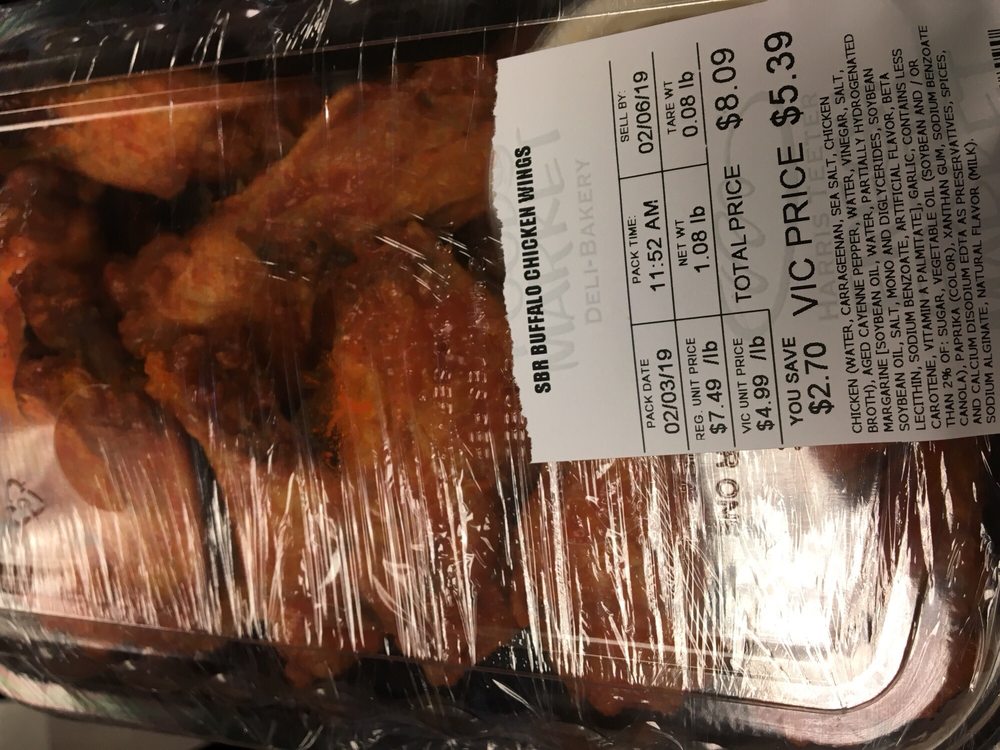 SBR BUFFALO CHICKEN WINGS
MARKET
DELI-BAKERY
PACK DATE PACK TIME: SELL BY:
02/03/19 11:52 AM 02/06/19
REG. UNIT PRICE NET WT TARE WT
$7.49 /lb 1.08 lb 0.08 lb
VIC UNIT PRICE TOTAL PRICE $8.09
$4.99 /lb
YOU SAVE VIC PRICE $5.39
$2.70
HARRIS TEETER
CHICKEN (WATER, CARRAGEENAN, SEA SALT, CHICKEN
BROTH), AGED CAYENNE PEPPER, WATER, VINEGAR, SALT,
MARGARINE [SOYBEAN OIL, WATER, PARTIALLY HYDROGENATED
SOYBEAN OIL, SALT, MONO AND DIGLYCERIDES, SOYBEAN
LECITHIN, SODIUM BENZOATE, ARTIFICIAL FLAVOR, BETA
CAROTENE, VITAMIN A PALMITATE], GARLIC. CONTAINS LESS
THAN 2% OF: SUGAR, VEGETABLE OIL (SOYBEAN AND / OR
CANOLA), PAPRIKA (COLOR), XANTHAN GUM, SODIUM BENZOATE
AND CALCIUM DISODIUM EDTA AS PRESERVATIVES, SPICES,
SODIUM ALGINATE, NATURAL FLAVOR (MILK)